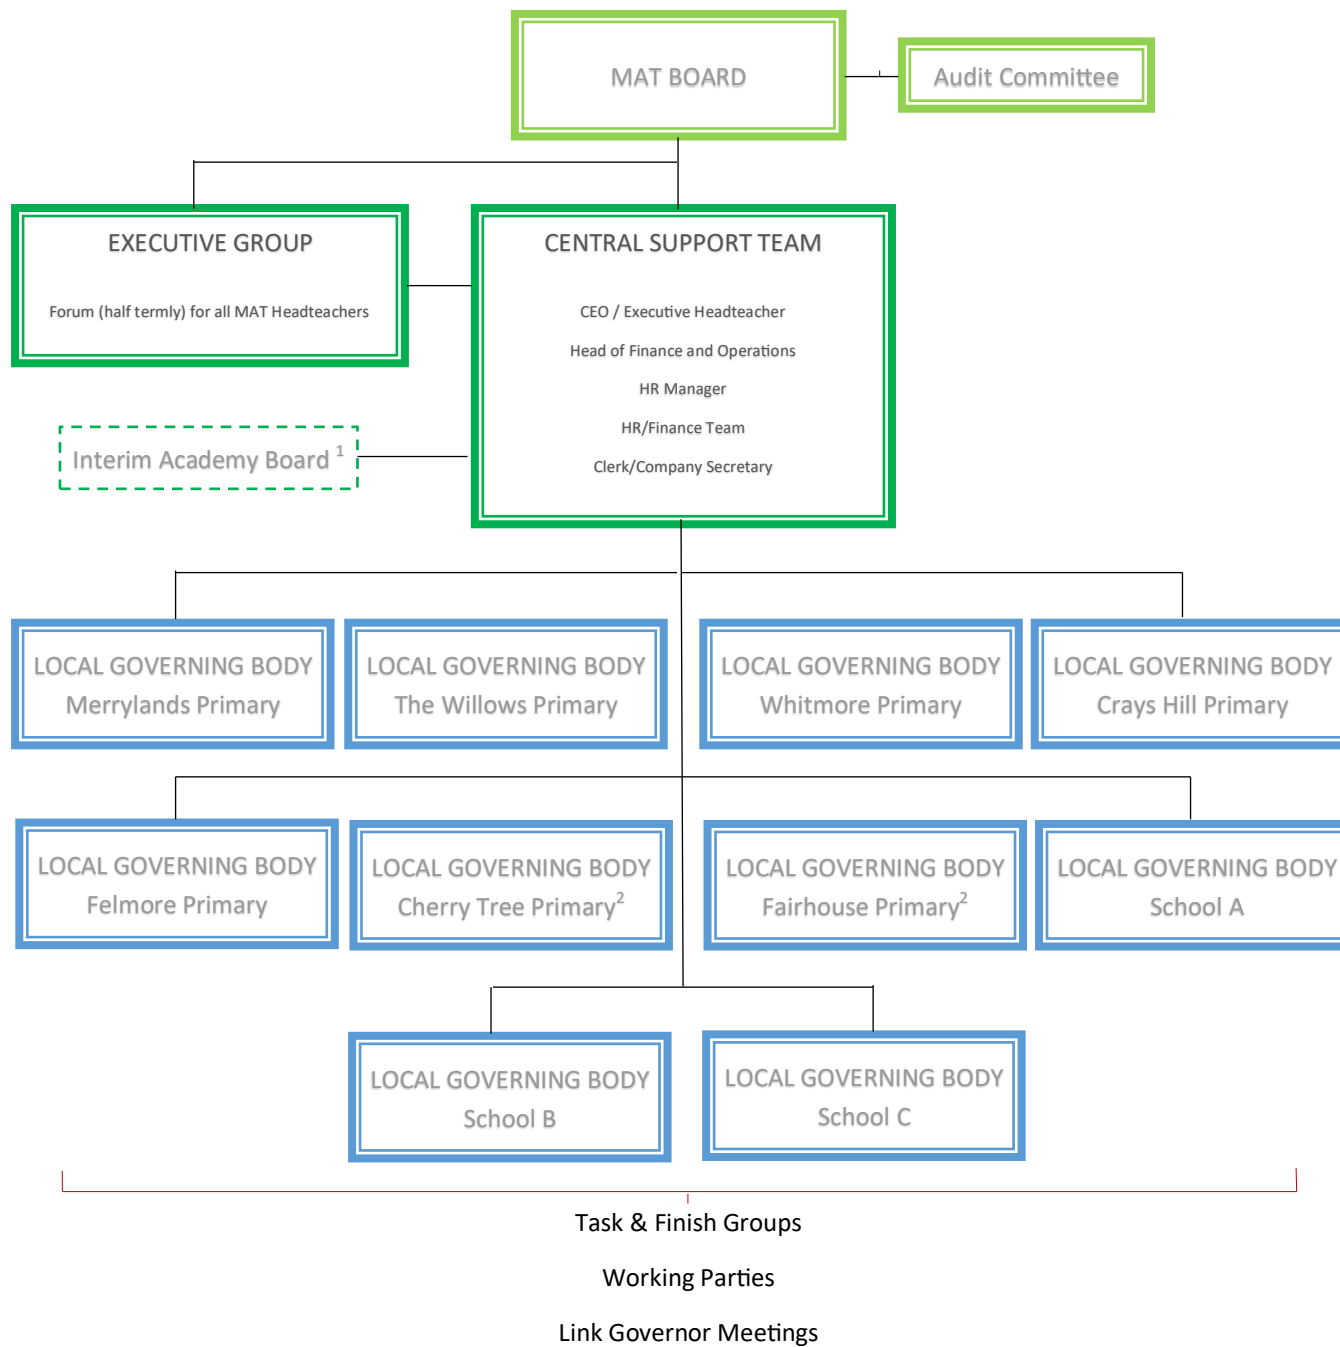 MAT BOARD
Audit Committee
EXECUTIVE GROUP
Forum (half termly) for all MAT Headteachers
CENTRAL SUPPORT TEAM
CEO / Executive Headteacher
Head of Finance and Operations
HR Manager
HR/Finance Team
Clerk/Company Secretary
Interim Academy Board ¹
LOCAL GOVERNING BODY
Merrylands Primary
LOCAL GOVERNING BODY
The Willows Primary
LOCAL GOVERNING BODY
Whitmore Primary
LOCAL GOVERNING BODY
Crays Hill Primary
LOCAL GOVERNING BODY
Felmore Primary
LOCAL GOVERNING BODY
Cherry Tree Primary²
LOCAL GOVERNING BODY
Fairhouse Primary²
LOCAL GOVERNING BODY
School A
LOCAL GOVERNING BODY
School B
LOCAL GOVERNING BODY
School C
Task & Finish Groups
Working Parties
Link Governor Meetings